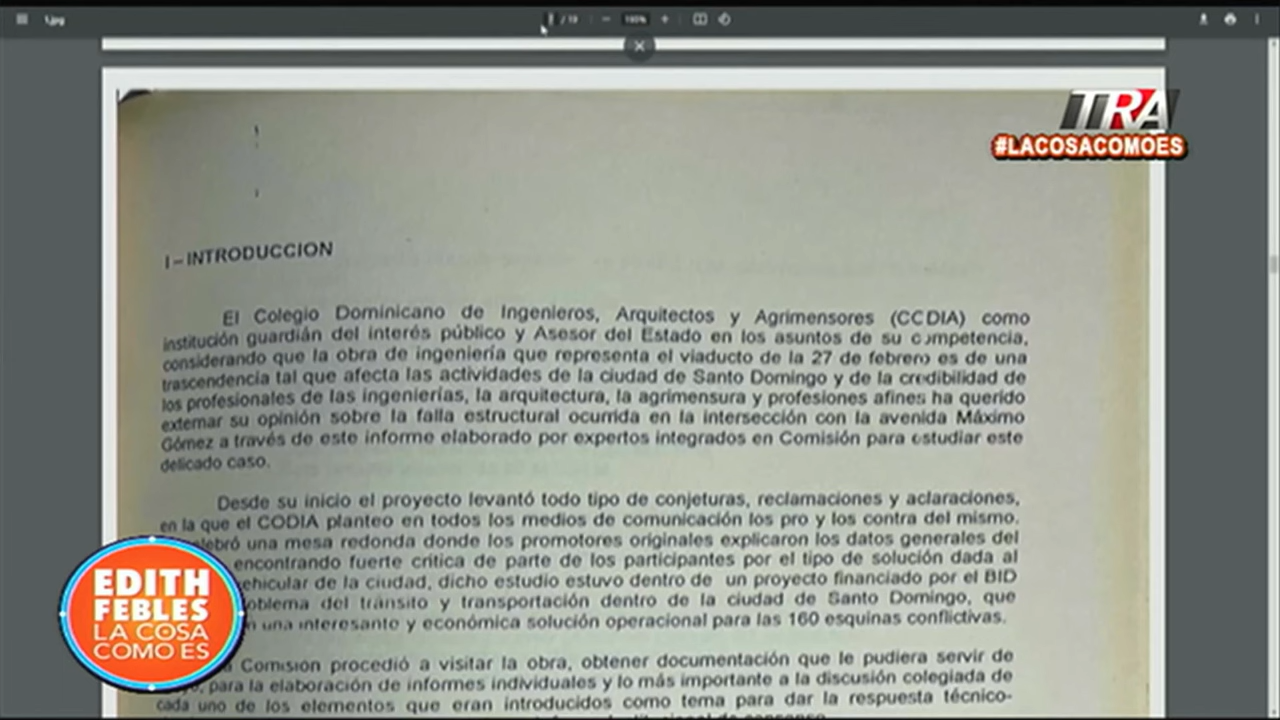 1.jpg
1 / 19
150%
TRA
#LACOSACOMOES
I – INTRODUCCION
El Colegio Dominicano de Ingenieros, Arquitectos y Agrimensores (CCDIA) como
institución guardián del interés público y Asesor del Estado en los asuntos de su competencia,
considerando que la obra de ingeniería que representa el viaducto de la 27 de febrero es de una
trascendencia tal que afecta las actividades de la ciudad de Santo Domingo y de la credibilidad de
los profesionales de las ingenierías, la arquitectura, la agrimensura y profesiones afines ha querido
externar su opinión sobre la falla estructural ocurrida en la intersección con la avenida Máximo
Gómez a través de este informe elaborado por expertos integrados en Comisión para estudiar este
delicado caso.
Desde su inicio el proyecto levantó todo tipo de conjeturas, reclamaciones y aclaraciones,
en la que el CODIA planteo en todos los medios de comunicación los pro y los contra del mismo.
lebró una mesa redonda donde los promotores originales explicaron los datos generales del
encontrando fuerte crítica de parte de los participantes por el tipo de solución dada al
ehicular de la ciudad, dicho estudio estuvo dentro de un proyecto financiado por el BID
oblema del tránsito y transportación dentro de la ciudad de Santo Domingo, que
n una interesante y económica solución operacional para las 160 esquinas conflictivas.
Comisión procedió a visitar la obra, obtener documentación que le pudiera servir de
, para la elaboración de informes individuales y lo más importante a la discusión colegiada de
cada uno de los elementos que eran introducidos como tema para dar la respuesta técnico-
EDITH
FEBLES
LA COSA
COMO ES